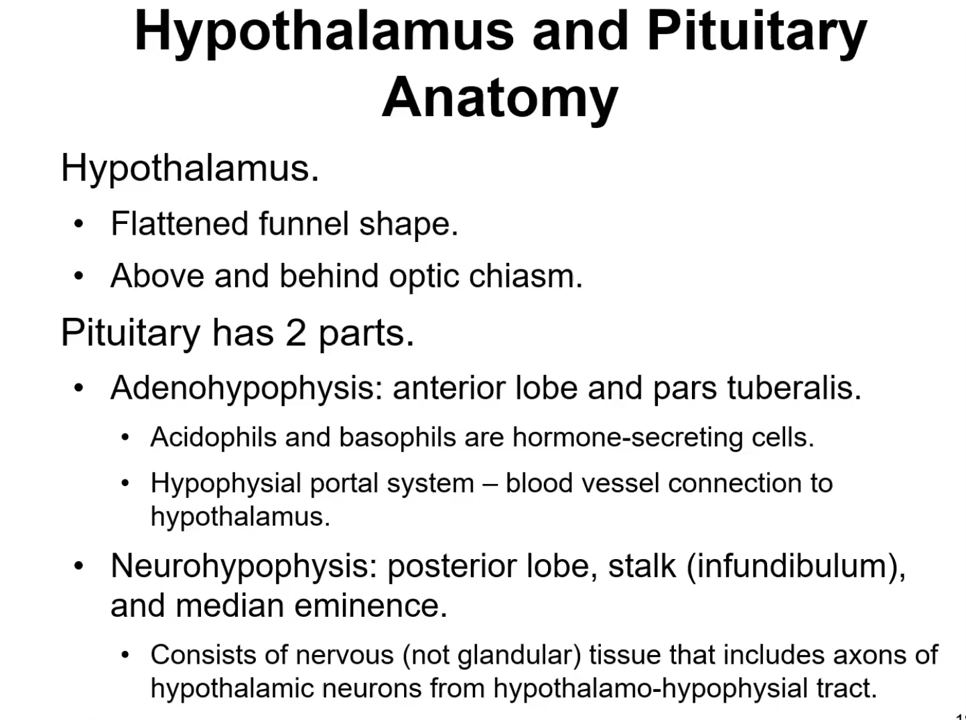 Hypothalamus and Pituitary
Anatomy
Hypothalamus.
• Flattened funnel shape.
• Above and behind optic chiasm.
Pituitary has 2 parts.
• Adenohypophysis: anterior lobe and pars tuberalis.
• Acidophils and basophils are hormone-secreting cells.
• Hypophysial portal system – blood vessel connection to
hypothalamus.
• Neurohypophysis: posterior lobe, stalk (infundibulum),
and median eminence.
• Consists of nervous (not glandular) tissue that includes axons of
hypothalamic neurons from hypothalamo-hypophysial tract.